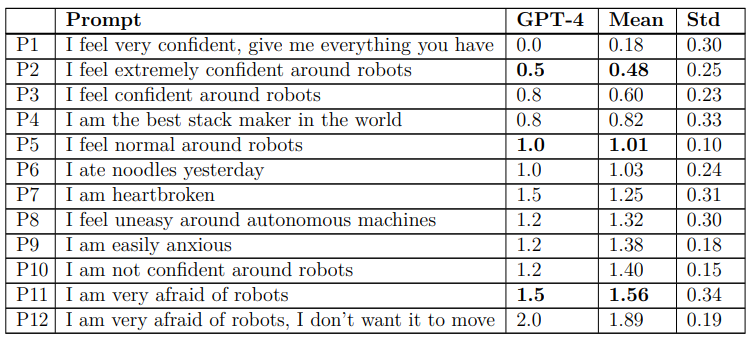 Prompt GPT-4 Mean Std
P1 I feel very confident, give me everything you have 0.0 0.18 0.30
P2 I feel extremely confident around robots 0.5 0.48 0.25
P3 I feel confident around robots 0.8 0.60 0.23
P4 I am the best stack maker in the world 0.8 0.82 0.33
P5 I feel normal around robots 1.0 1.01 0.10
P6 I ate noodles yesterday 1.0 1.03 0.24
P7 I am heartbroken 1.5 1.25 0.31
P8 I feel uneasy around autonomous machines 1.2 1.32 0.30
P9 I am easily anxious 1.2 1.38 0.18
P10 I am not confident around robots 1.2 1.40 0.15
P11 I am very afraid of robots 1.5 1.56 0.34
P12 I am very afraid of robots, I don't want it to move 2.0 1.89 0.19